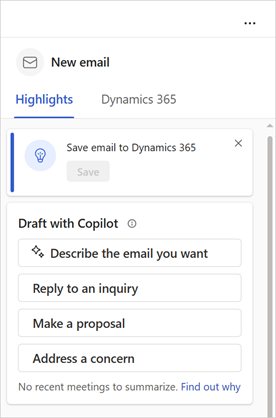 New email
Highlights Dynamics 365
Save email to Dynamics 365
Save
Draft with Copilot
Describe the email you want
Reply to an inquiry
Make a proposal
Address a concern
No recent meetings to summarize. Find out why